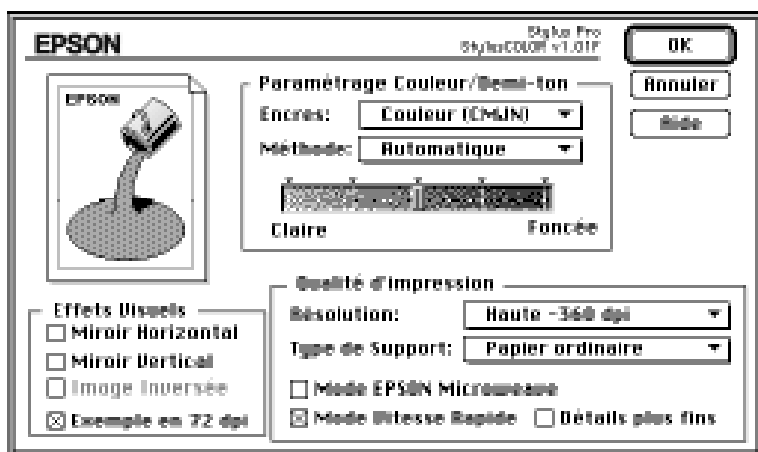 EPSON
Stylus Pro
StylusCOLOR v1.01F
OK
Annuler
Aide
EPSON
Paramétrage Couleur/Demi-ton
Encres: Couleur (CMJN)
Méthode: Automatique
Claire Foncée
Effets Visuels
Miroir Horizontal
Miroir Vertical
Image Inversée
Exemple en 72 dpi
Qualité d'impression
Résolution: Haute -360 dpi
Type de Support: Papier ordinaire
Mode EPSON Microweave
Mode Vitesse Rapide Détails plus fins